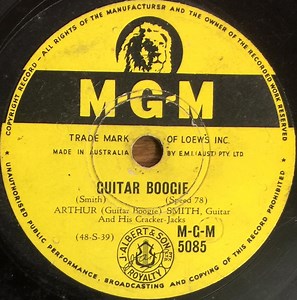 COPYRIGHT RECORD - ALL RIGHTS OF THE MANUFACTURER AND THE OWNER OF THE RECORDED WORK RESERVED
M-G-M
TRADE MARK OF LOEW'S INC.
MADE IN AUSTRALIA BY E.M.I. (AUST) PTY LTD
GUITAR BOOGIE
(Smith) (Speed 78)
ARTHUR (Guitar Boogie) SMITH, Guitar
And His Cracker-Jacks
(48-S-39)
M-G-M
5085
J. ALBERT & SON
ROYALTY
UNAUTHORISED PUBLIC PERFORMANCE, BROADCASTING AND COPYING OF THIS RECORD PROHIBITED